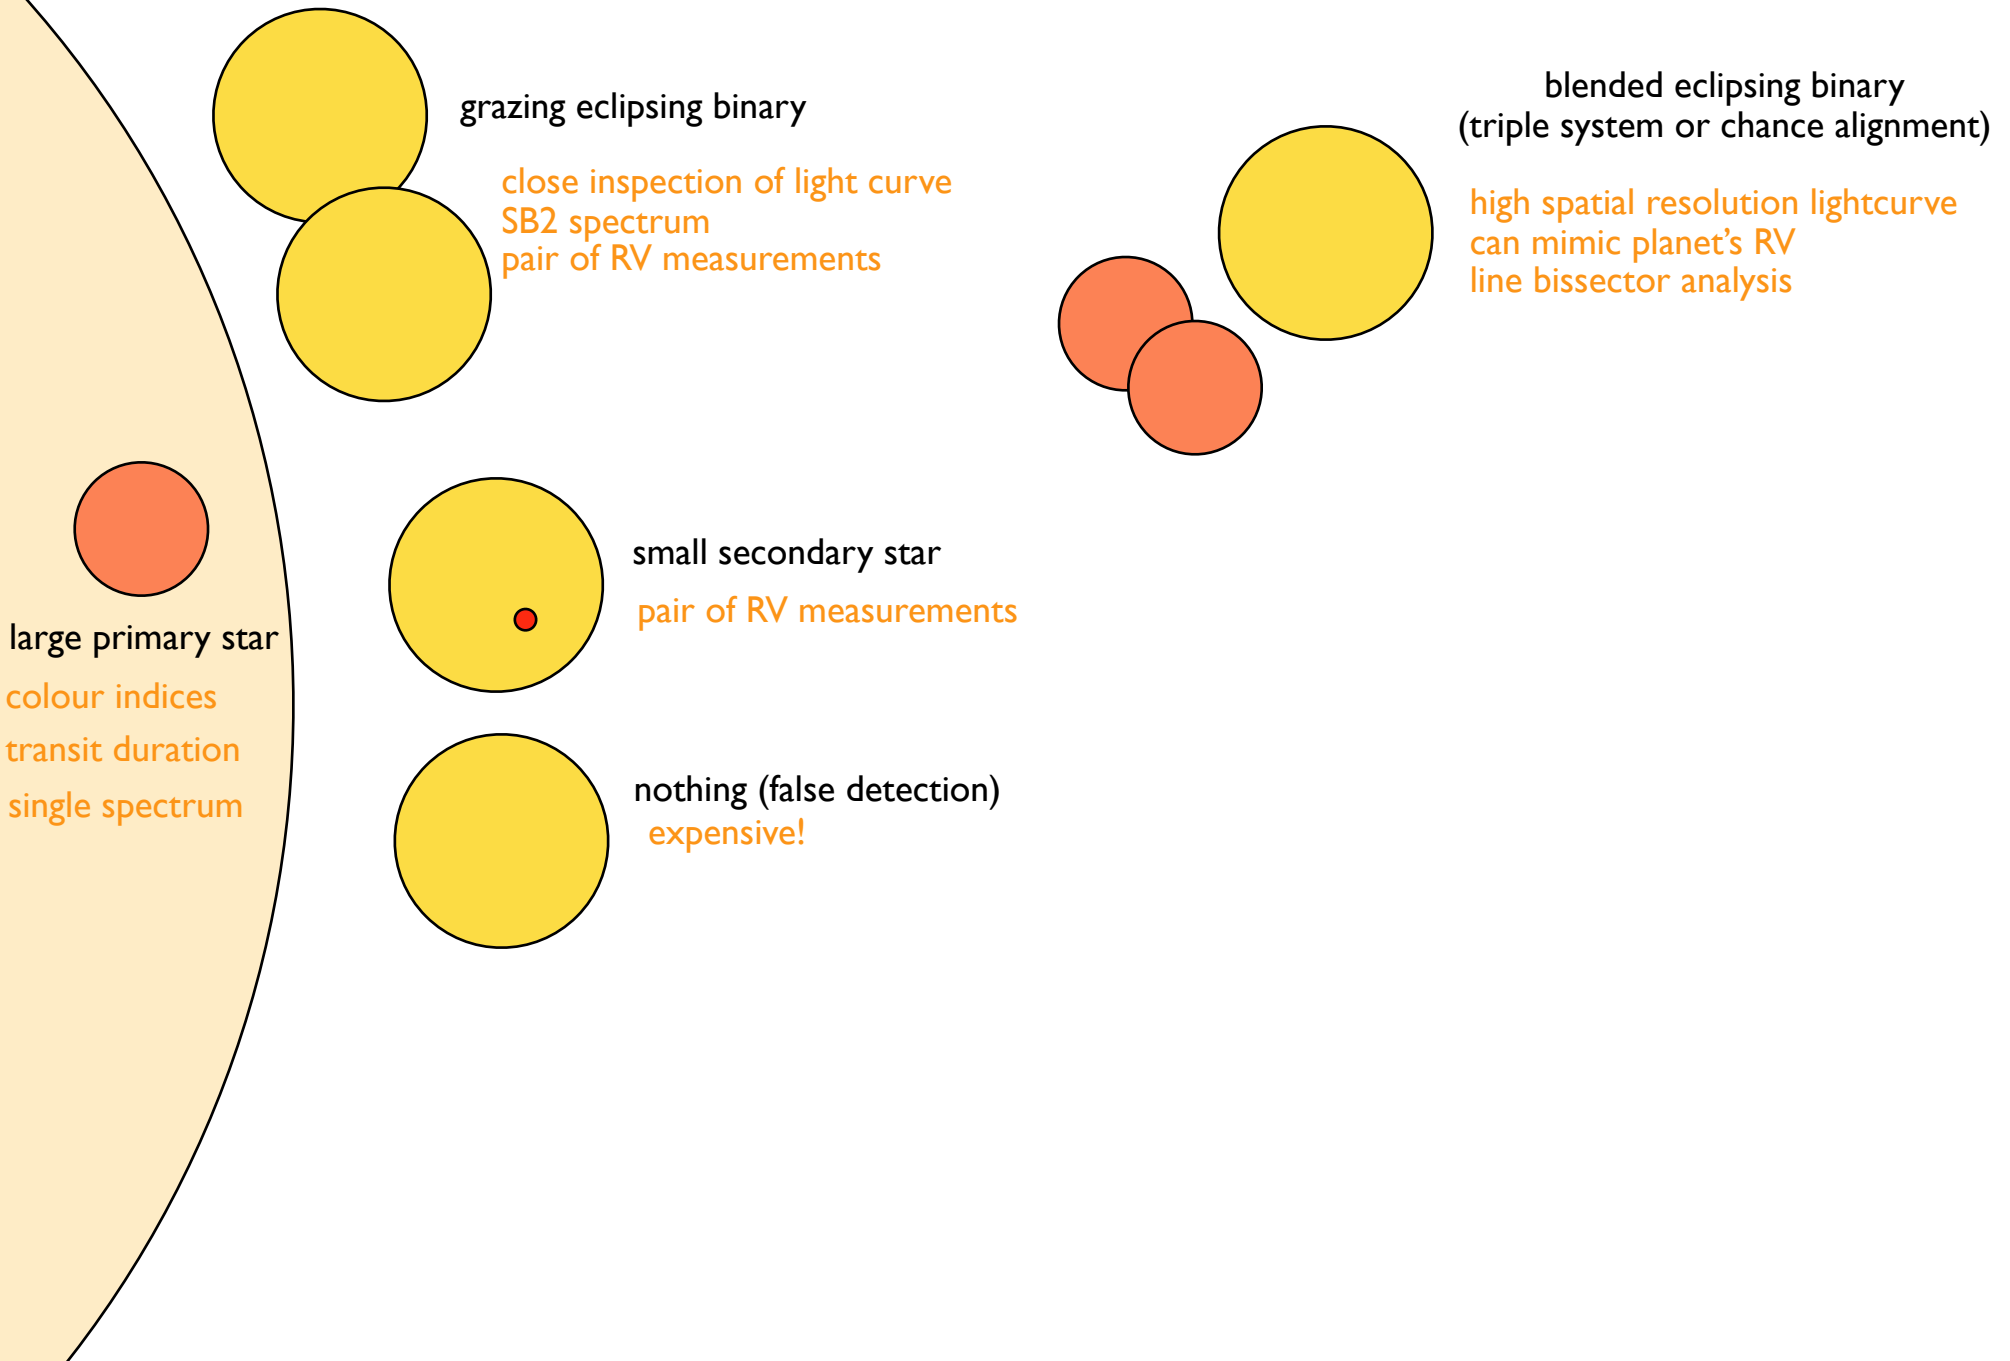 grazing eclipsing binary
close inspection of light curve
SB2 spectrum
pair of RV measurements
blended eclipsing binary
(triple system or chance alignment)
high spatial resolution lightcurve
can mimic planet’s RV
line bissector analysis
large primary star
colour indices
transit duration
single spectrum
small secondary star
pair of RV measurements
nothing (false detection)
expensive!